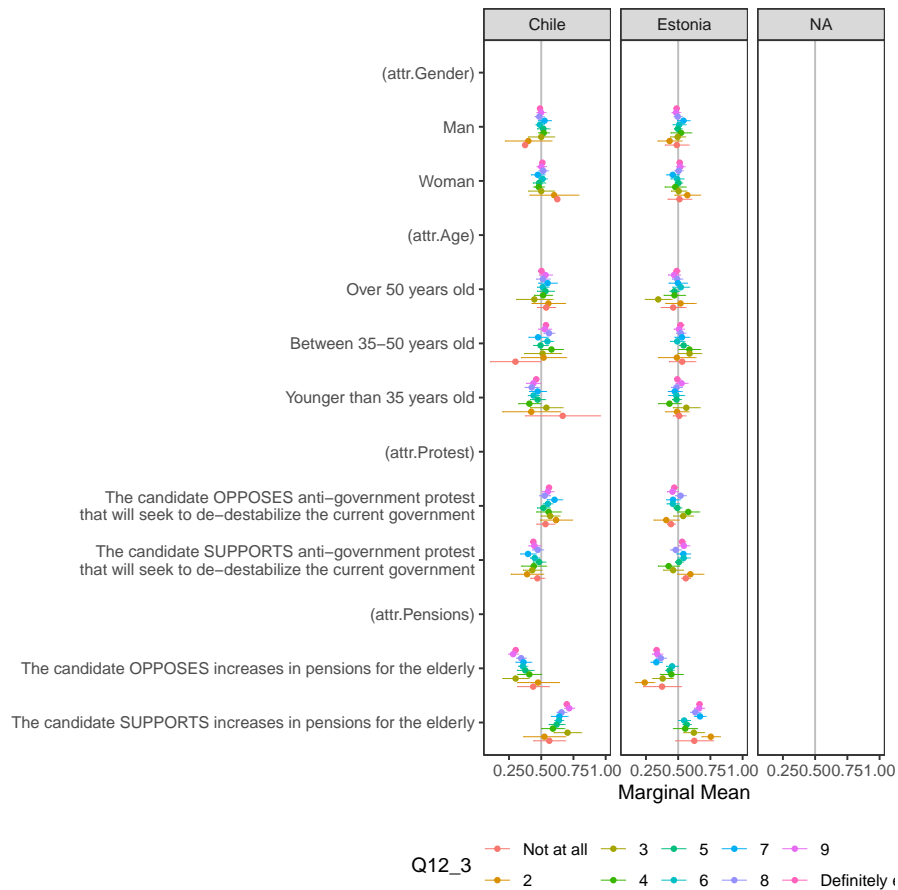 Chile Estonia NA
(attr.Gender)
Man
Woman
(attr.Age)
Over 50 years old
Between 35−50 years old
Younger than 35 years old
(attr.Protest)
The candidate OPPOSES anti−government protest
that will seek to de−destabilize the current government
The candidate SUPPORTS anti−government protest
that will seek to de−destabilize the current government
(attr.Pensions)
The candidate OPPOSES increases in pensions for the elderly
The candidate SUPPORTS increases in pensions for the elderly
0.250.500.751.00 0.250.500.751.00 0.250.500.751.00
Marginal Mean
Q12_3 Not at all 3 5 7 9
2 4 6 8 Definitely